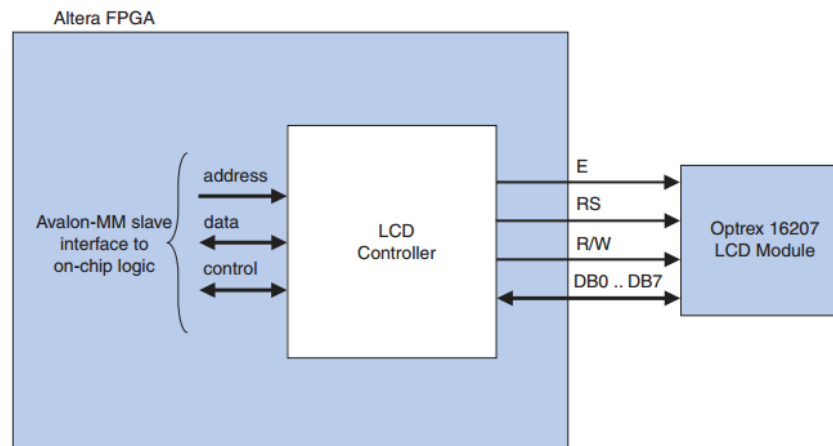 Altera FPGA
address
data
control
Avalon-MM slave
interface to
on-chip logic
LCD
Controller
E
RS
R/W
DB0 .. DB7
Optrex 16207
LCD Module